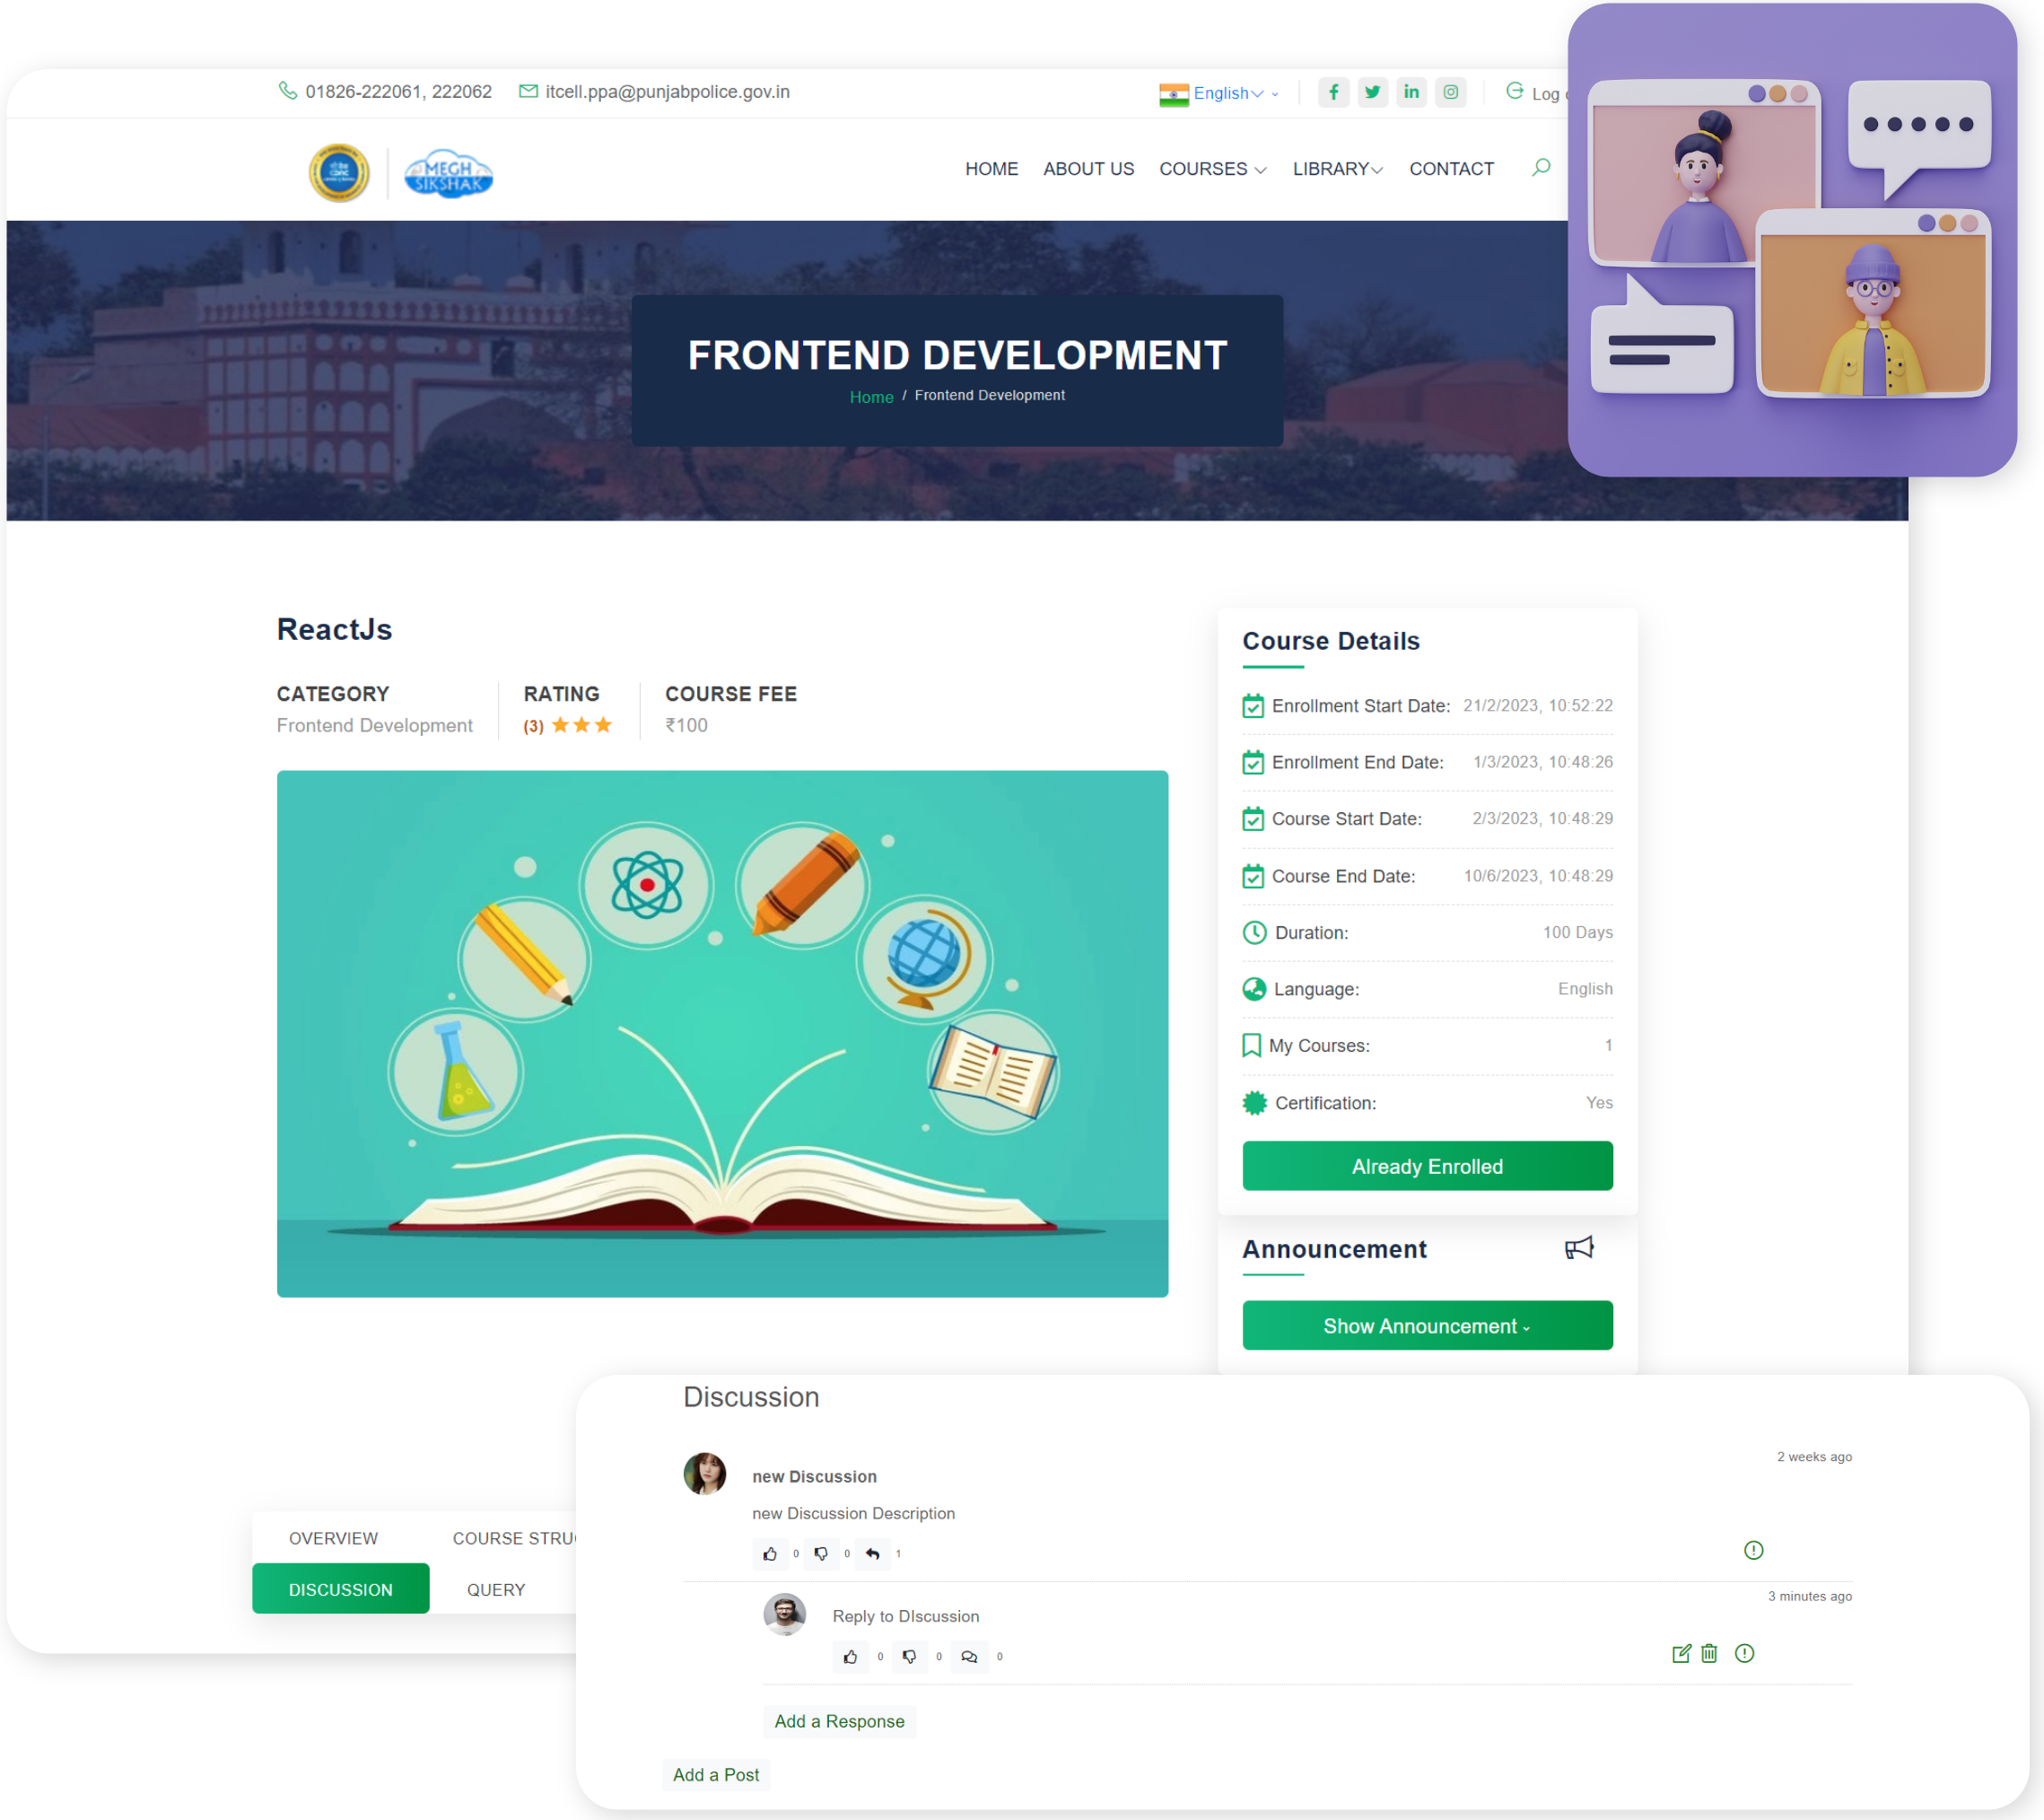 01826-222061, 222062 itcell.ppa@punjabpolice.gov.in English Log
MEGH
SIKSHAK
HOME ABOUT US COURSES LIBRARY CONTACT
FRONTEND DEVELOPMENT
Home / Frontend Development
ReactJs
CATEGORY RATING COURSE FEE
Frontend Development (3) ₹100
Course Details
Enrollment Start Date: 21/2/2023, 10:52:22
Enrollment End Date: 1/3/2023, 10:48:26
Course Start Date: 2/3/2023, 10:48:29
Course End Date: 10/6/2023, 10:48:29
Duration: 100 Days
Language: English
My Courses: 1
Certification: Yes
Already Enrolled
Announcement
Show Announcement
OVERVIEW COURSE STRU
DISCUSSION QUERY
Discussion
new Discussion 2 weeks ago
new Discussion Description
0 0 1
3 minutes ago
Reply to DIscussion
0 0 0
Add a Response
Add a Post